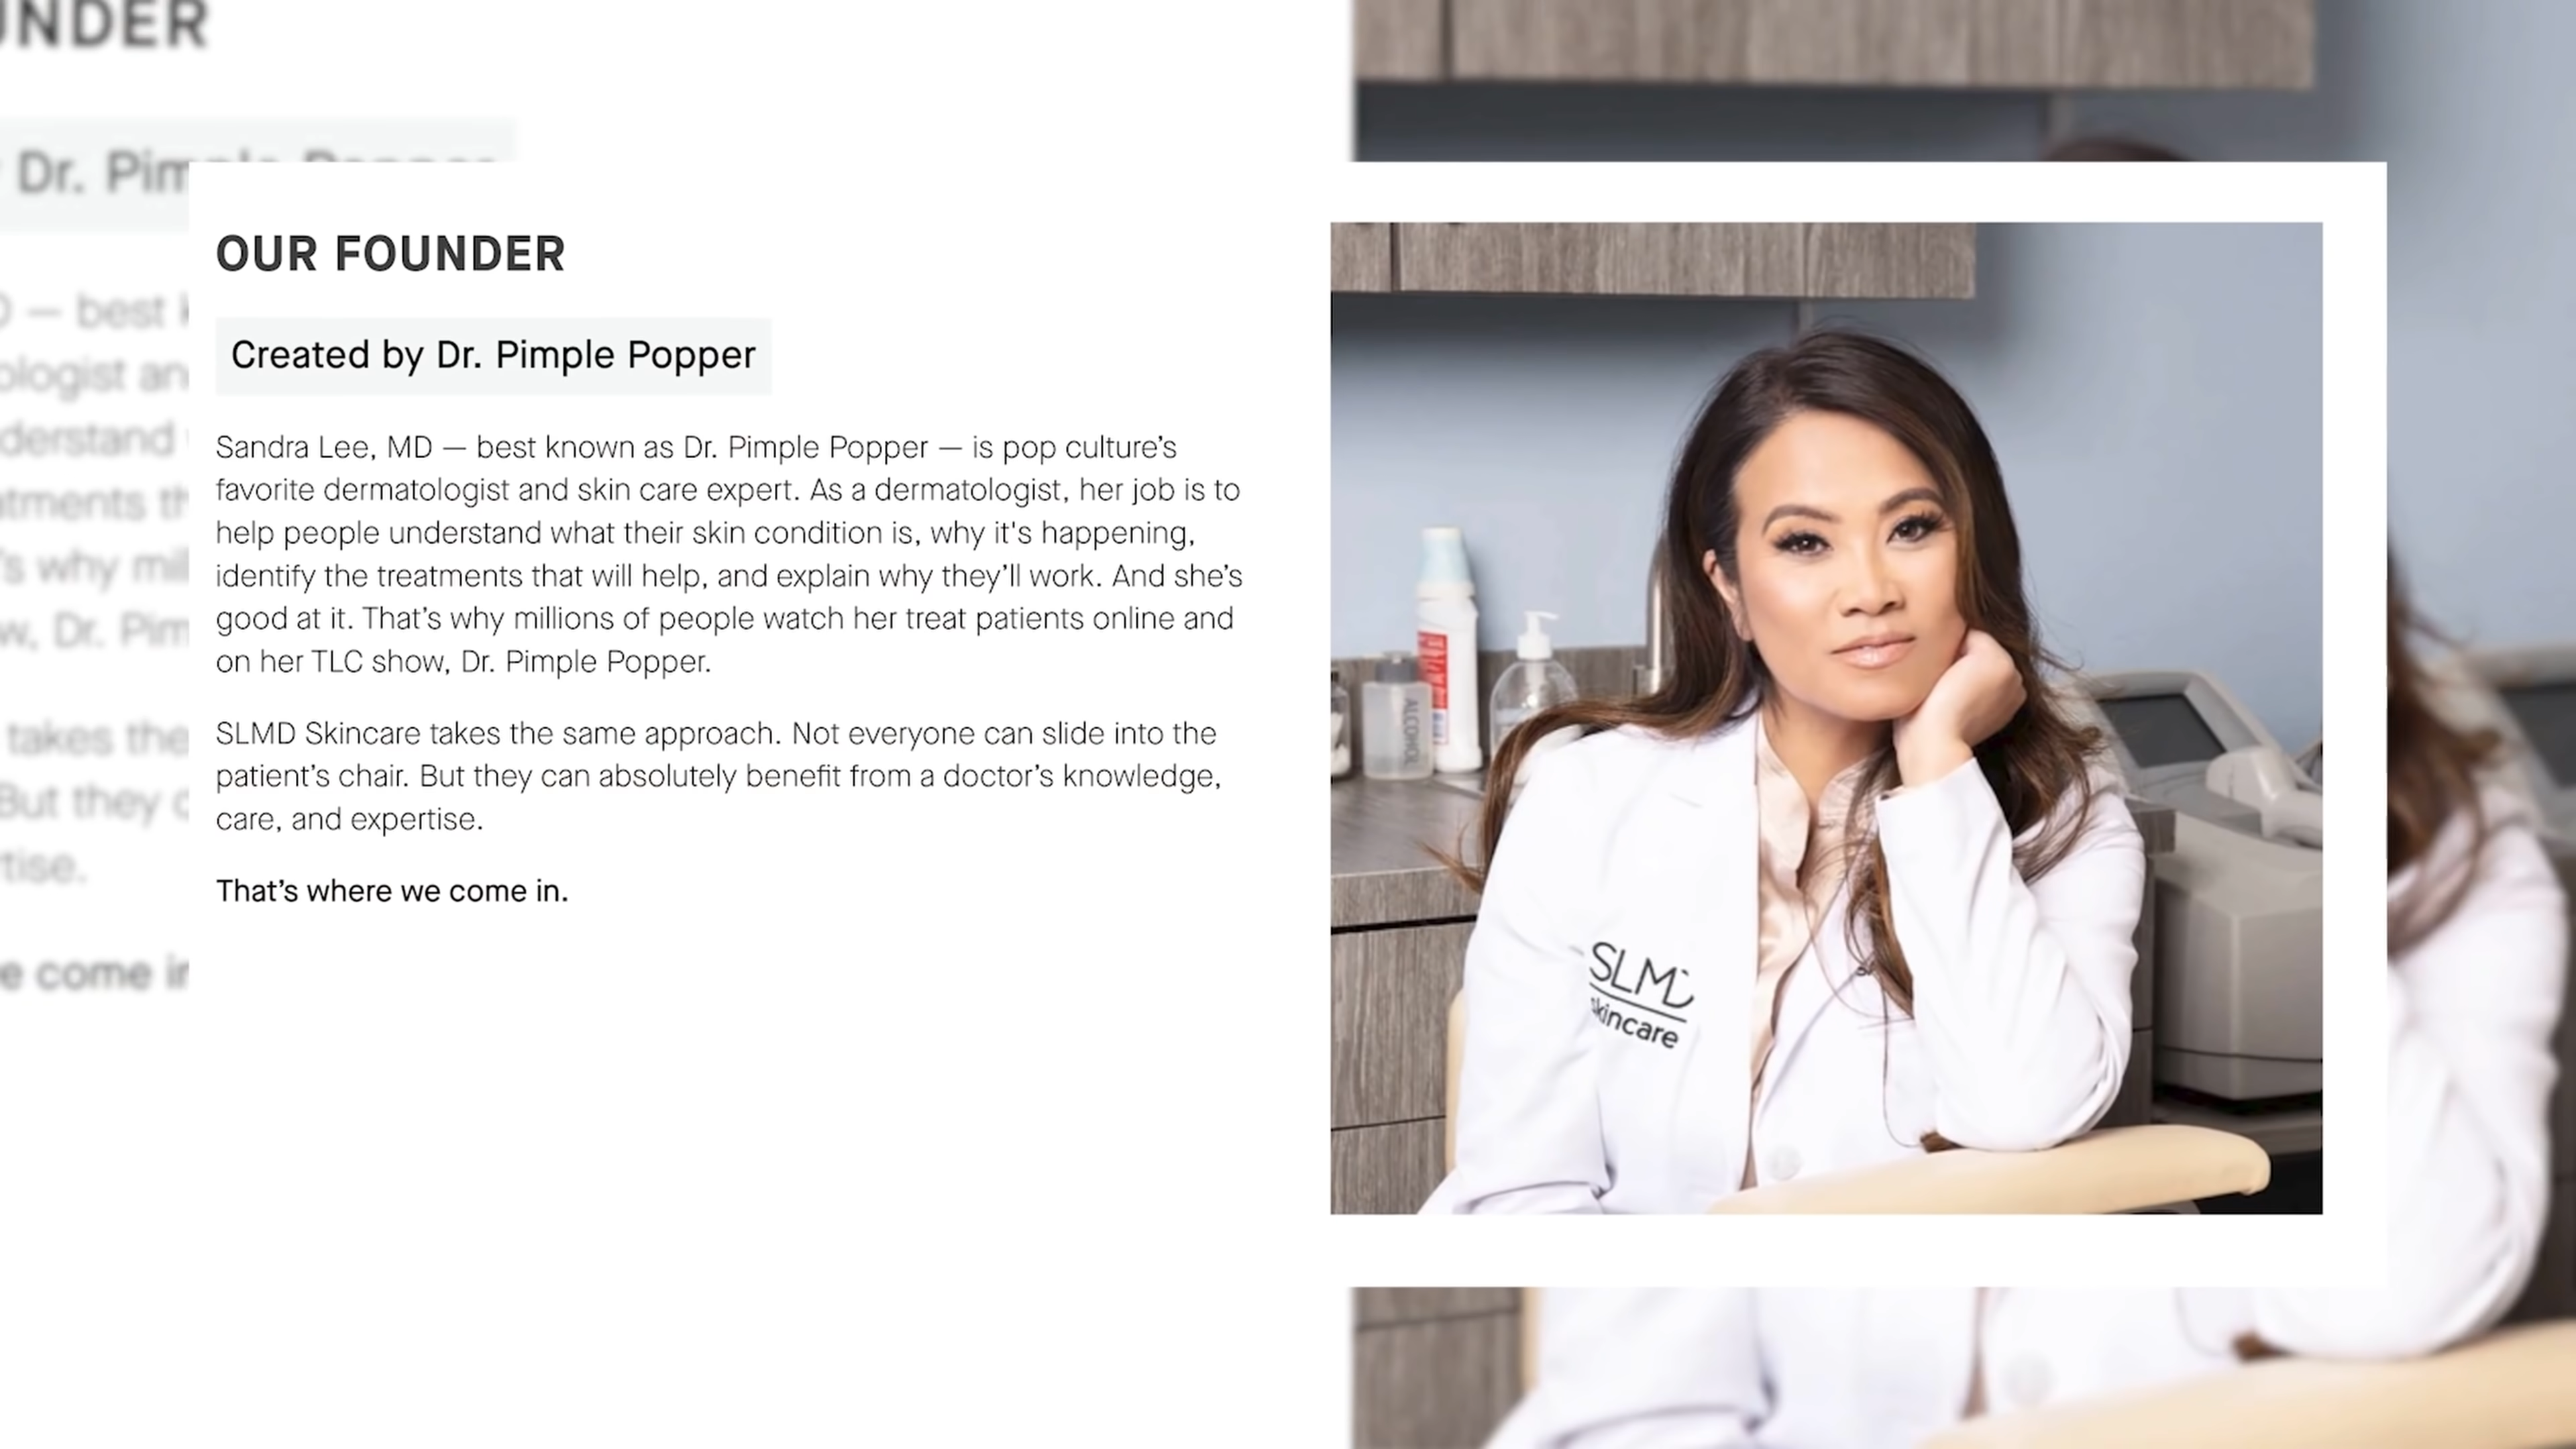 UNDER
Dr. Pim
OUR FOUNDER
Created by Dr. Pimple Popper
Sandra Lee, MD — best known as Dr. Pimple Popper — is pop culture’s
favorite dermatologist and skin care expert. As a dermatologist, her job is to
help people understand what their skin condition is, why it's happening,
identify the treatments that will help, and explain why they’ll work. And she’s
good at it. That’s why millions of people watch her treat patients online and
on her TLC show, Dr. Pimple Popper.
SLMD Skincare takes the same approach. Not everyone can slide into the
patient’s chair. But they can absolutely benefit from a doctor’s knowledge,
care, and expertise.
That’s where we come in.
ALCOHOL
SLMD
skincare